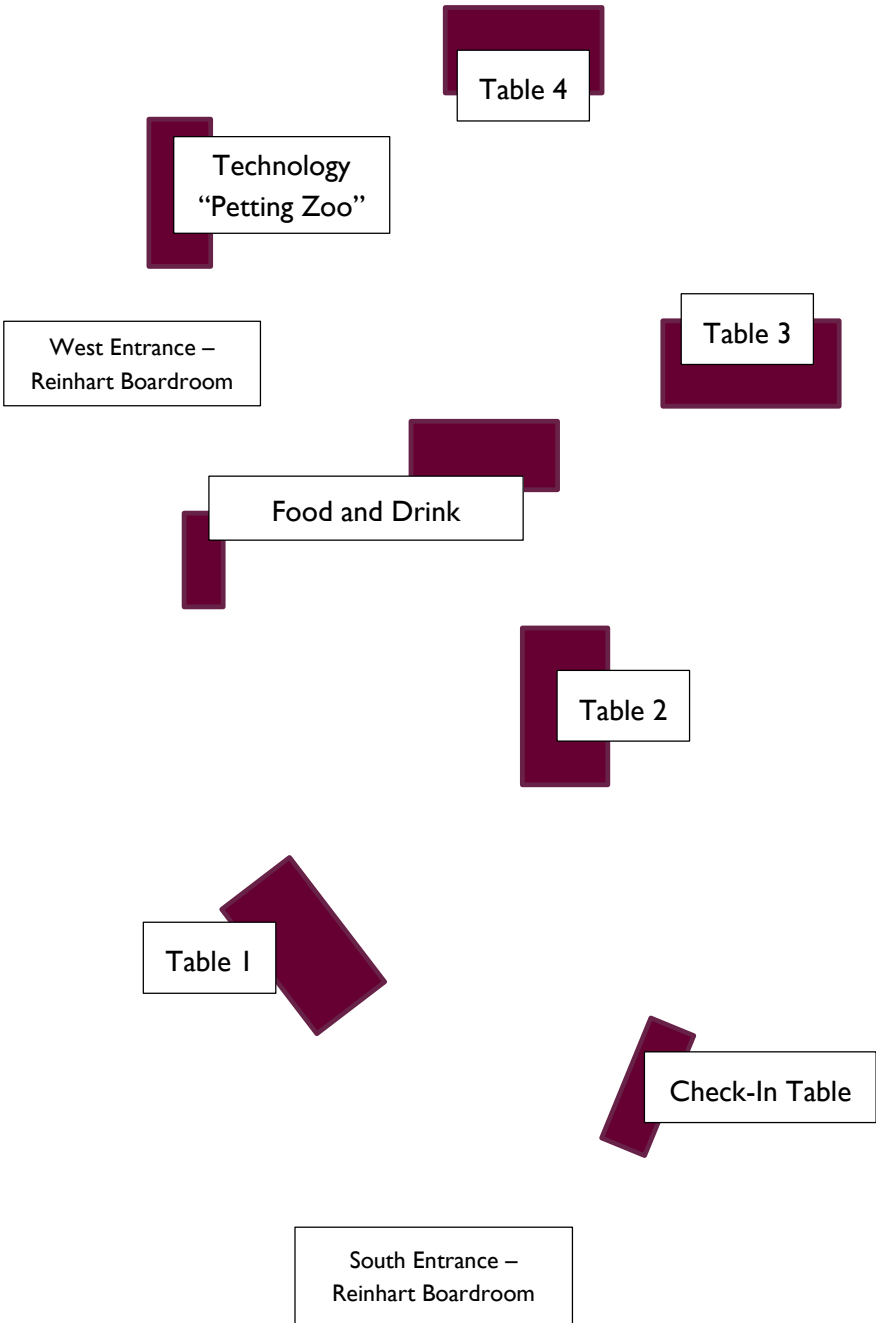 Table 4
Technology
“Petting Zoo”
Table 3
West Entrance –
Reinhart Boardroom
Food and Drink
Table 2
Table 1
Check-In Table
South Entrance –
Reinhart Boardroom